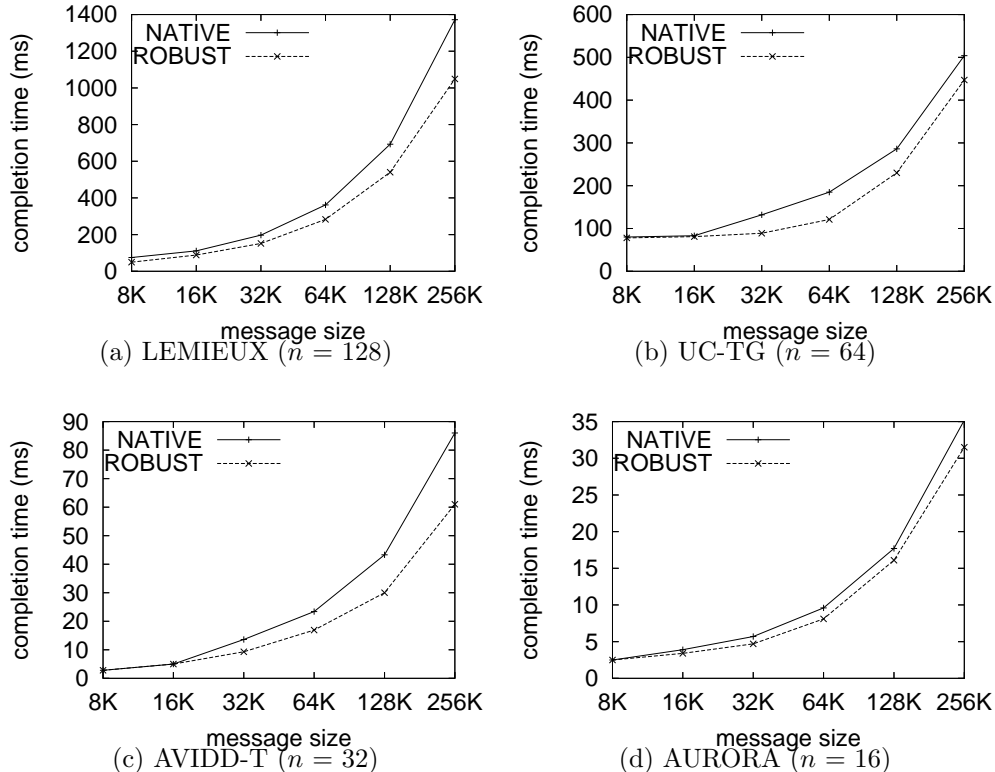 1400
1200
1000
800
600
400
200
0
completion time (ms)
NATIVE
ROBUST
8K 16K 32K 64K 128K 256K
message size
(a) LEMIEUX (n = 128)
600
500
400
300
200
100
0
completion time (ms)
NATIVE
ROBUST
8K 16K 32K 64K 128K 256K
message size
(b) UC-TG (n = 64)
90
80
70
60
50
40
30
20
10
0
completion time (ms)
NATIVE
ROBUST
8K 16K 32K 64K 128K 256K
message size
(c) AVIDD-T (n = 32)
35
30
25
20
15
10
5
0
completion time (ms)
NATIVE
ROBUST
8K 16K 32K 64K 128K 256K
message size
(d) AURORA (n = 16)